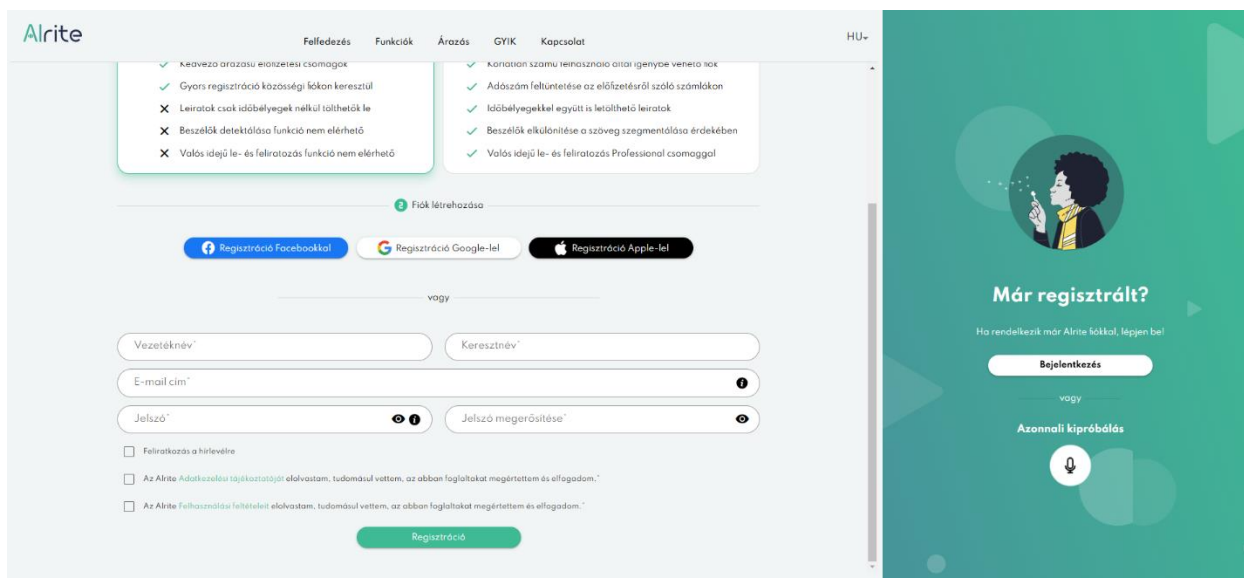 Alrite
Felfedezés Funkciók Árazás GYIK Kapcsolat
HU
Kedvező árazású előfizetési csomagok
Gyors regisztráció közösségi fiókon keresztül
Leiratok csak időbélyegek nélkül tölthetők le
Beszélők detektálása funkció nem elérhető
Valós idejű le- és feliratozás funkció nem elérhető
Korlátlan számú felhasználó által igénybe vehető fiók
Adószám feltüntetése az előfizetésről szóló számlákon
Időbélyegekkel együtt is letölthető leiratok
Beszélők elkülönítése a szöveg szegmentálása érdekében
Valós idejű le- és feliratozás Professional csomaggal
2 Fiók létrehozása
Regisztráció Facebookkal
Regisztráció Google-lel
Regisztráció Apple-lel
vagy
Vezetéknév*
Keresztnév*
E-mail cím*
Jelszó*
Jelszó megerősítése*
Feliratkozás a hírlevélre
Az Alrite Adatkezelési tájékoztatóját elolvastam, tudomásul vettem, az abban foglaltakat megértettem és elfogadom.*
Az Alrite Felhasználási feltételeit elolvastam, tudomásul vettem, az abban foglaltakat megértettem és elfogadom.*
Regisztráció
Már regisztrált?
Ha rendelkezik már Alrite fiókkal, lépjen be!
Bejelentkezés
vagy
Azonnali kipróbálás